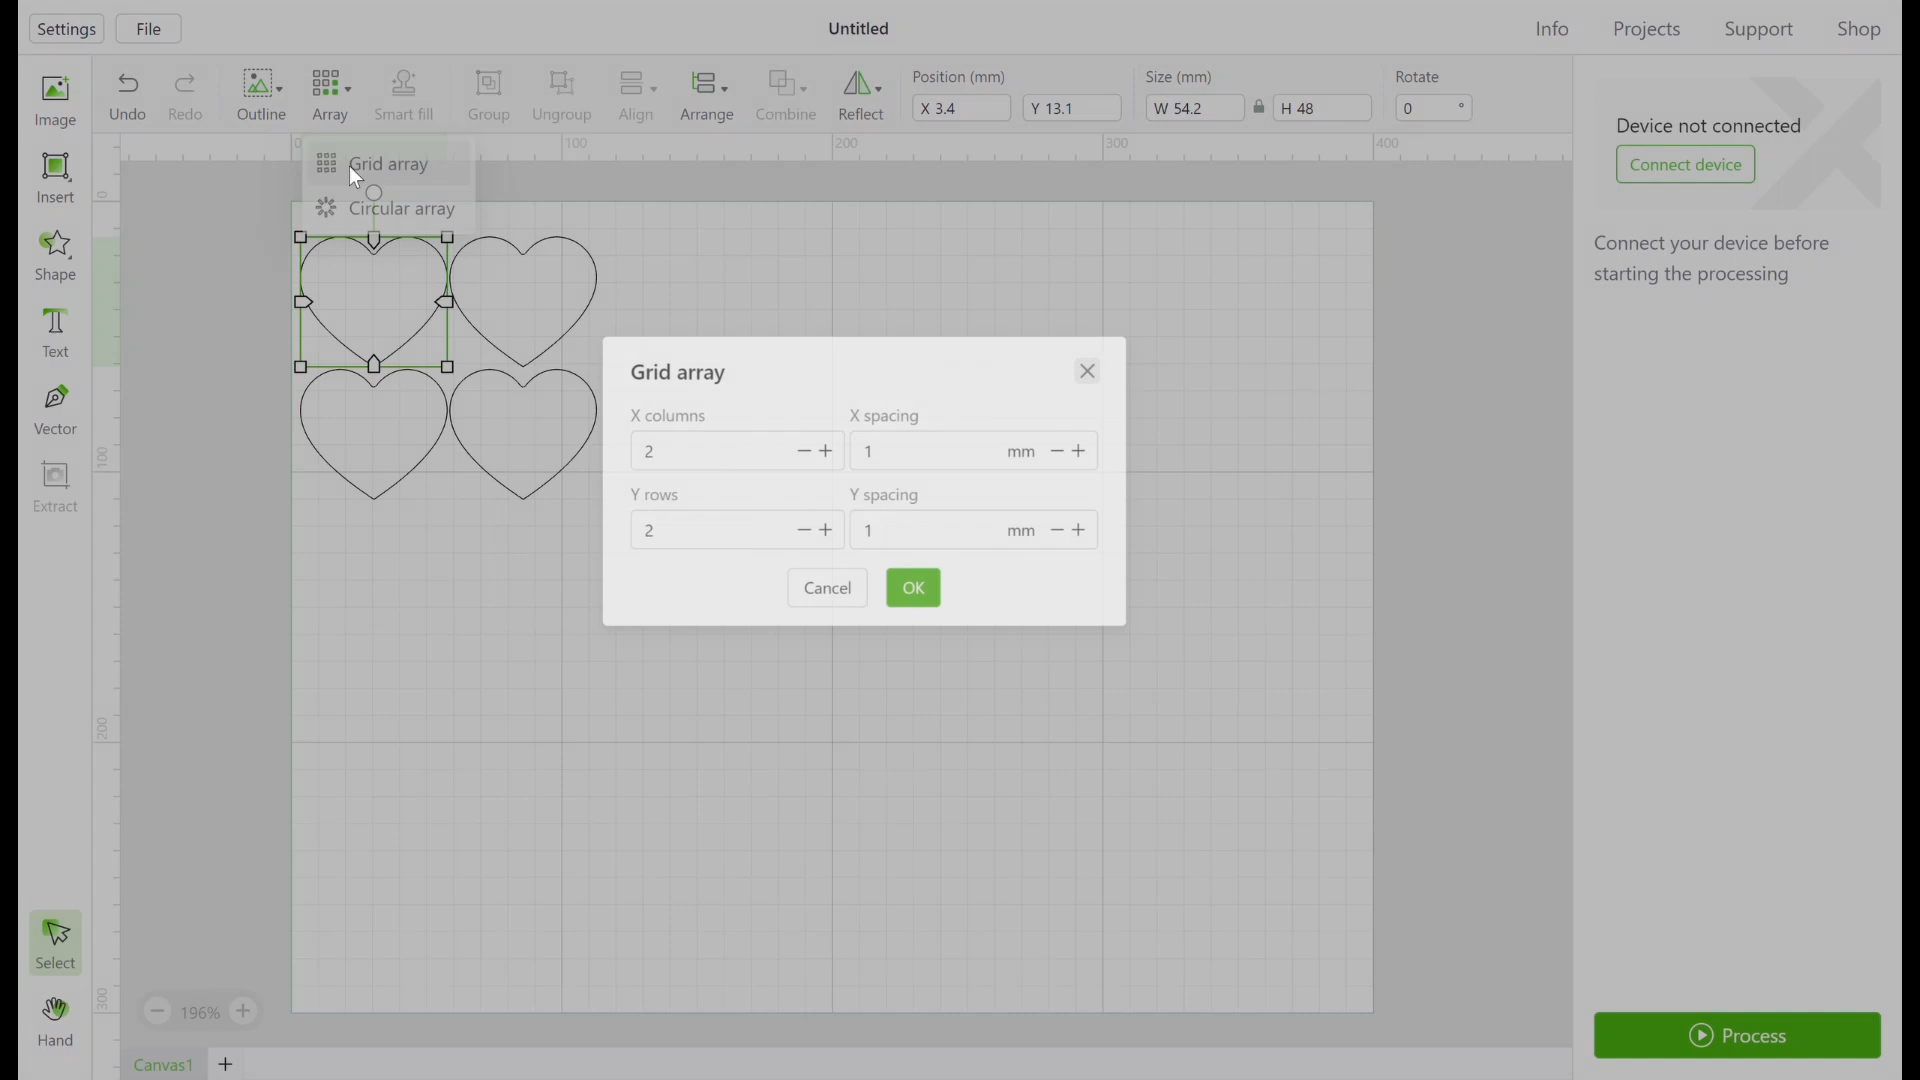 Settings
File
Untitled
Info
Projects
Support
Shop
Image
Insert
Shape
Text
Vector
Extract
Select
Hand
Undo
Redo
Outline
Array
Smart fill
Group
Ungroup
Align
Arrange
Combine
Reflect
Position (mm)
X 3.4
Y 13.1
Size (mm)
W 54.2
H 48
Rotate
0 °
0
100
200
300
400
0
100
200
300
Grid array
Circular array
Grid array
X columns
X spacing
2
1 mm
Y rows
Y spacing
2
1 mm
Cancel
OK
Device not connected
Connect device
Connect your device before
starting the processing
196%
Canvas1
Process